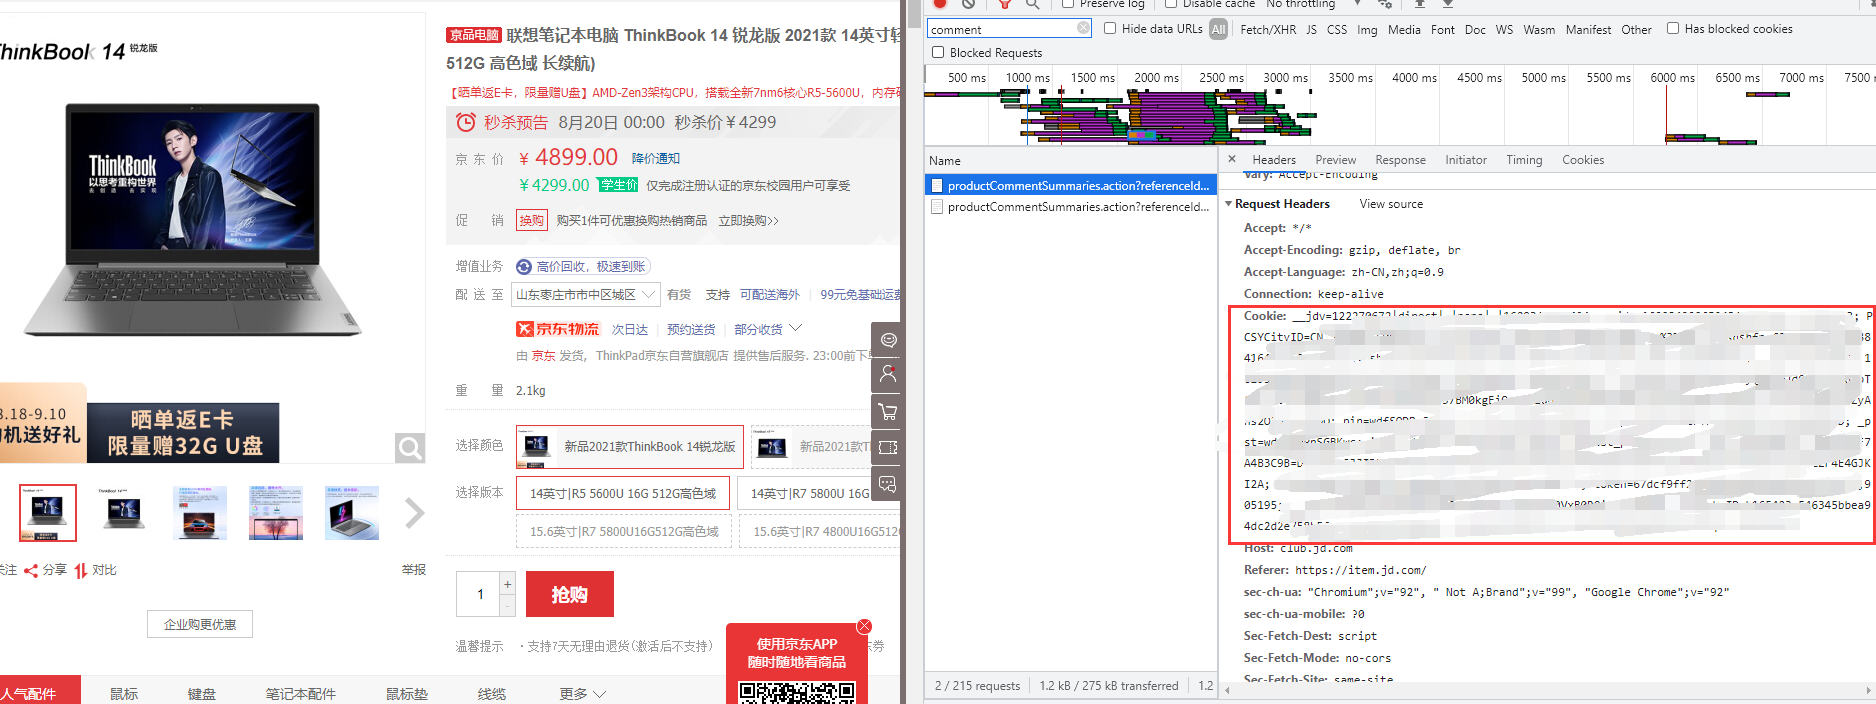 ThinkBook 14 锐龙版
ThinkBook
以思考重构世界
8.18-9.10
购机送好礼
晒单返E卡
限量赠32G U盘
关注 分享 对比
举报
企业购更优惠
京品电脑 联想笔记本电脑 ThinkBook 14 锐龙版 2021款 14英寸轻
512G 高色域 长续航)
【晒单返E卡，限量赠U盘】AMD-Zen3架构CPU，搭载全新7nm6核心R5-5600U，内存
秒杀预告 8月20日 00:00 秒杀价￥4299
京 东 价 ￥ 4899.00 降价通知
￥4299.00 学生价 仅完成注册认证的京东校园用户可享受
促 销 换购 购买1件可优惠换购热销商品 立即换购>>
增值业务 高价回收，极速到账
配 送 至 山东枣庄市市中区城区 有货 支持 可配送海外 99元免基础运费
京东物流 次日达 预约送货 部分收货
由 京东 发货，ThinkPad京东自营旗舰店 提供售后服务. 23:00前下单
重 量 2.1kg
选择颜色 新品2021款ThinkBook 14锐龙版 新品2021款T
选择版本 14英寸|R5 5600U 16G 512G高色域 14英寸|R7 5800U 16G
15.6英寸|R7 5800U16G512G高色域 15.6英寸|R7 4800U16G512
1 + -
抢购
温馨提示 · 支持7天无理由退货(激活后不支持)
东券
使用京东APP
随时随地看商品
人气配件 鼠标 键盘 笔记本配件 鼠标垫 线缆 更多
Preserve log Disable cache No throttling
comment Hide data URLs All Fetch/XHR JS CSS Img Media Font Doc WS Wasm Manifest Other Has blocked cookies
Blocked Requests
500 ms 1000 ms 1500 ms 2000 ms 2500 ms 3000 ms 3500 ms 4000 ms 4500 ms 5000 ms 5500 ms 6000 ms 6500 ms 7000 ms 7500
Name
productCommentSummaries.action?referenceId...
productCommentSummaries.action?referenceId...
2 / 215 requests 1.2 kB / 275 kB transferred 1.2
× Headers Preview Response Initiator Timing Cookies
Vary: Accept-Encoding
Request Headers View source
Accept: */*
Accept-Encoding: gzip, deflate, br
Accept-Language: zh-CN,zh;q=0.9
Connection: keep-alive
Cookie: __jdv=122270672|direct|
CSYCityID=CN
Host: club.jd.com
Referer: https://item.jd.com/
sec-ch-ua: "Chromium";v="92", " Not A;Brand";v="99", "Google Chrome";v="92"
sec-ch-ua-mobile: ?0
Sec-Fetch-Dest: script
Sec-Fetch-Mode: no-cors
Sec-Fetch-Site: same-site